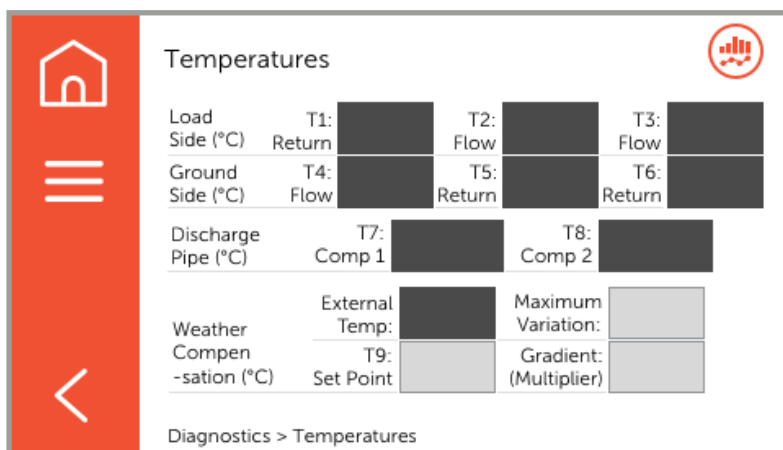 Temperatures
Load
Side (°C)
T1:
Return
T2:
Flow
T3:
Flow
Ground
Side (°C)
T4:
Flow
T5:
Return
T6:
Return
Discharge
Pipe (°C)
T7:
Comp 1
T8:
Comp 2
Weather
Compen
-sation (°C)
External
Temp:
Maximum
Variation:
T9:
Set Point
Gradient:
(Multiplier)
Diagnostics > Temperatures